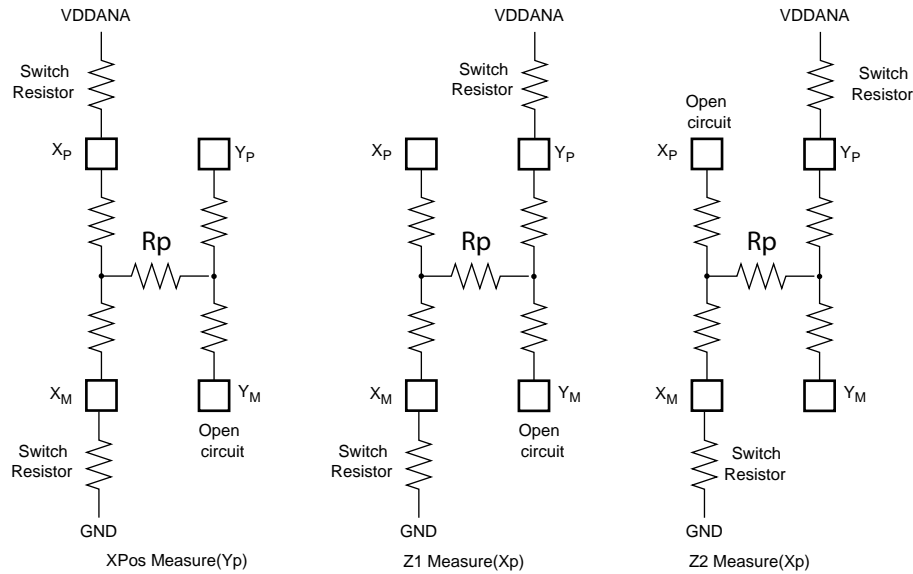 VDDANA
Switch
Resistor
XP
YP
Rp
XM
YM
Open
circuit
Switch
Resistor
GND
XPos Measure(Yp)
VDDANA
Switch
Resistor
XP
YP
Rp
XM
YM
Open
circuit
Switch
Resistor
GND
Z1 Measure(Xp)
VDDANA
Switch
Resistor
Open
circuit
XP
YP
Rp
XM
YM
Switch
Resistor
GND
Z2 Measure(Xp)